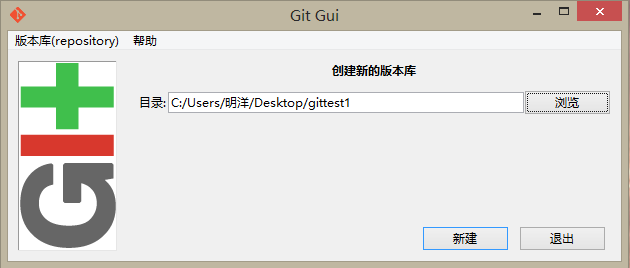 Git Gui
版本库(repository) 帮助
创建新的版本库
目录: C:/Users/明洋/Desktop/gittest1 浏览
GIT
新建 退出